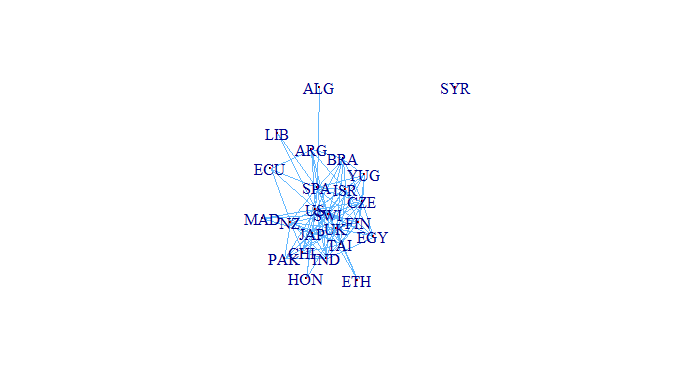 ALG
SYR
LIB
ARG
BRA
ECU
YUG
SPA
ISR
CZE
US
SWI
MAD
NZ
FIN
UK
JAP
EGY
TAI
CHI
PAK
IND
HON
ETH